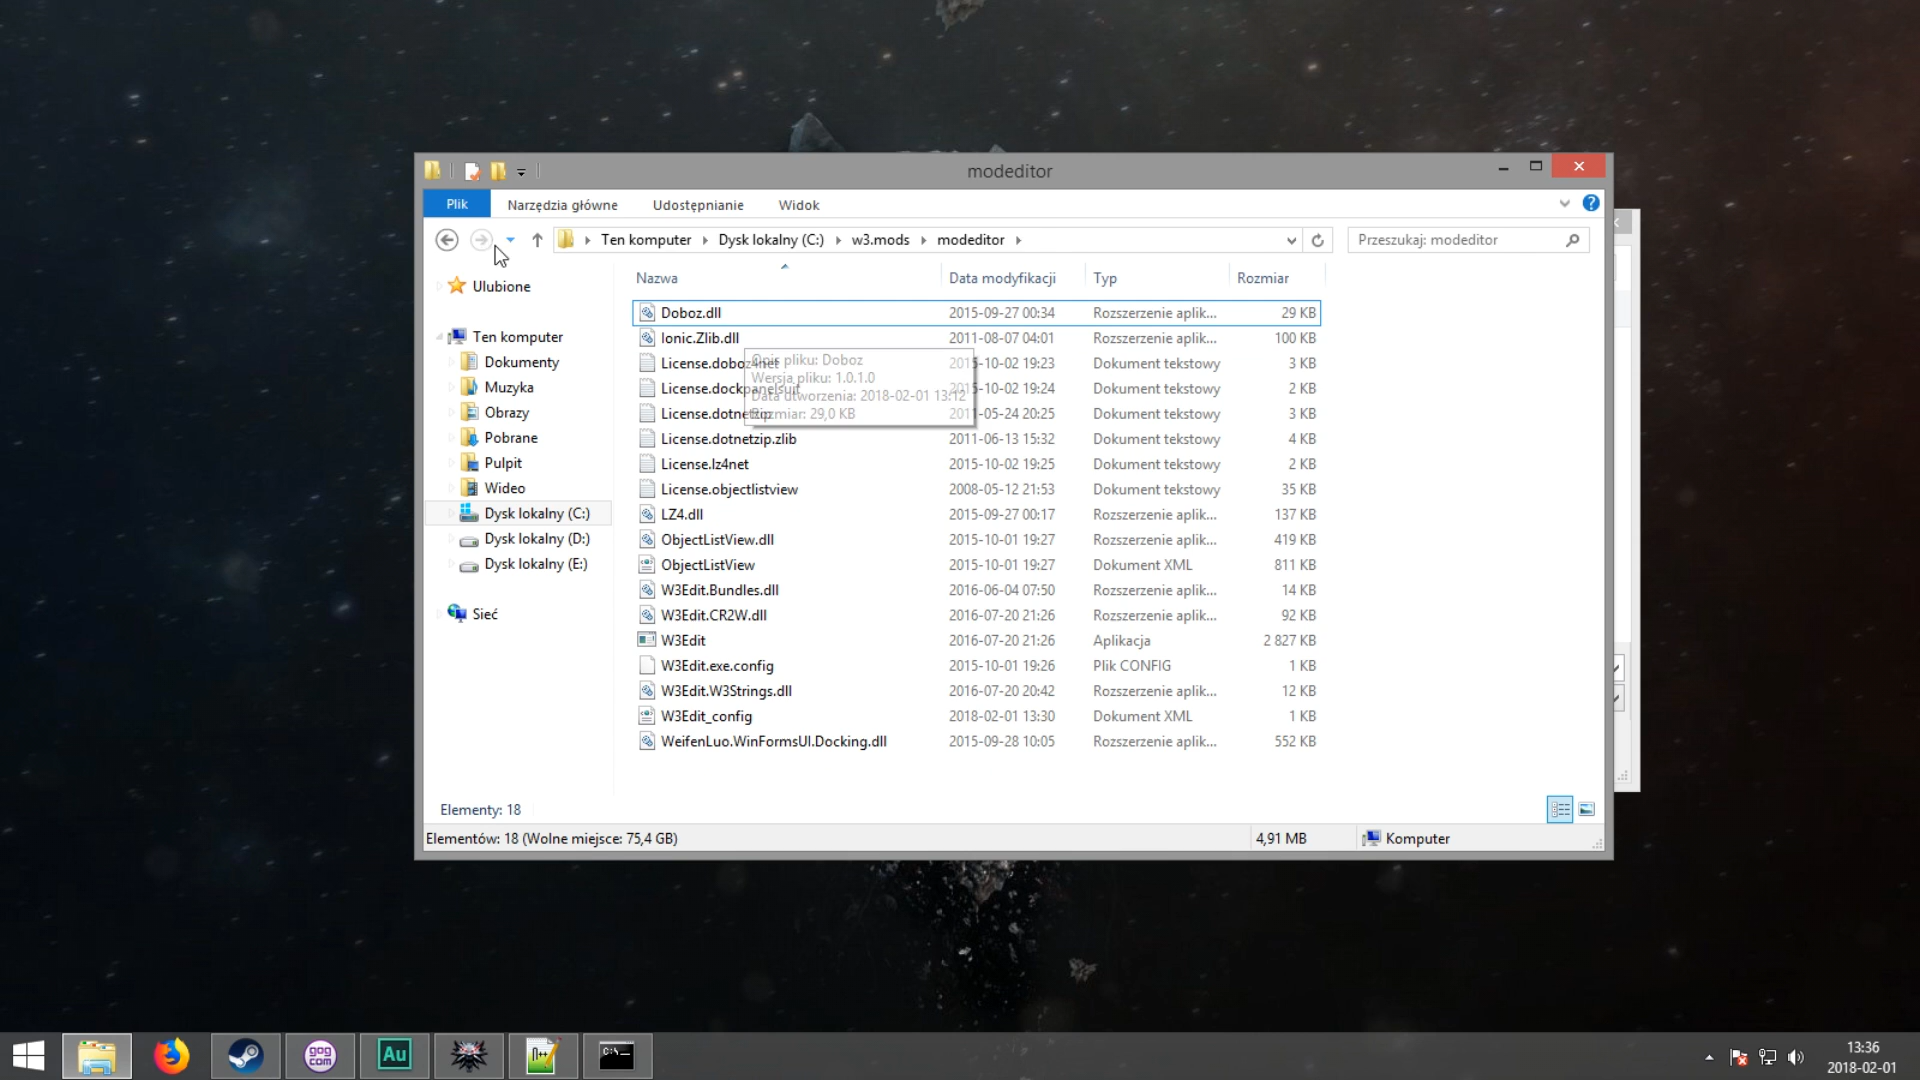 modeditor
Plik Narzędzia główne Udostępnianie Widok
Ten komputer Dysk lokalny (C:) w3.mods modeditor Przeszukaj: modeditor
Nazwa Data modyfikacji Typ Rozmiar
Ulubione
Ten komputer
Dokumenty
Muzyka
Obrazy
Pobrane
Pulpit
Wideo
Dysk lokalny (C:)
Dysk lokalny (D:)
Dysk lokalny (E:)
Sieć
Doboz.dll 2015-09-27 00:34 Rozszerzenie aplik... 29 KB
Ionic.Zlib.dll 2011-08-07 04:01 Rozszerzenie aplik... 100 KB
License.doboz4net 2015-10-02 19:23 Dokument tekstowy 3 KB
License.dockpanelsuit 2015-10-02 19:24 Dokument tekstowy 2 KB
License.dotnetzip 2011-05-24 20:25 Dokument tekstowy 3 KB
License.dotnetzip.zlib 2011-06-13 15:32 Dokument tekstowy 4 KB
License.lz4net 2015-10-02 19:25 Dokument tekstowy 2 KB
License.objectlistview 2008-05-12 21:53 Dokument tekstowy 35 KB
LZ4.dll 2015-09-27 00:17 Rozszerzenie aplik... 137 KB
ObjectListView.dll 2015-10-01 19:27 Rozszerzenie aplik... 419 KB
ObjectListView 2015-10-01 19:27 Dokument XML 811 KB
W3Edit.Bundles.dll 2016-06-04 07:50 Rozszerzenie aplik... 14 KB
W3Edit.CR2W.dll 2016-07-20 21:26 Rozszerzenie aplik... 92 KB
W3Edit 2016-07-20 21:26 Aplikacja 2 827 KB
W3Edit.exe.config 2015-10-01 19:26 Plik CONFIG 1 KB
W3Edit.W3Strings.dll 2016-07-20 20:42 Rozszerzenie aplik... 12 KB
W3Edit_config 2018-02-01 13:30 Dokument XML 1 KB
WeifenLuo.WinFormsUI.Docking.dll 2015-09-28 10:05 Rozszerzenie aplik... 552 KB
Opis pliku: Doboz
Wersja pliku: 1.0.1.0
Data utworzenia: 2018-02-01 13:12
Rozmiar: 29,0 KB
Elementy: 18
Elementów: 18 (Wolne miejsce: 75,4 GB) 4,91 MB Komputer
gog
com
Au
n++
C:\
13:36
2018-02-01